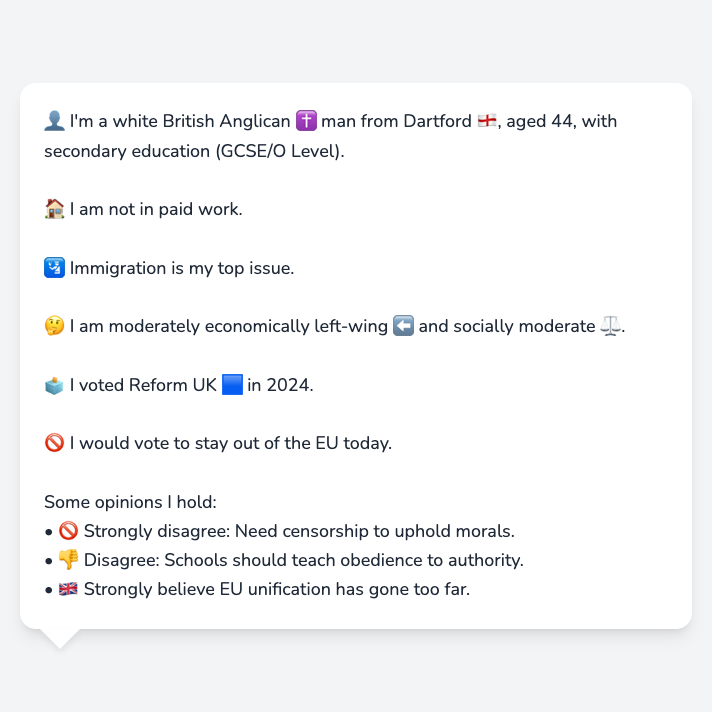 👤 I'm a white British Anglican ✝️ man from Dartford 🏴󠁧󠁢󠁥󠁮󠁧󠁿, aged 44, with
secondary education (GCSE/O Level).
🏠 I am not in paid work.
🛂 Immigration is my top issue.
🤔 I am moderately economically left-wing ⬅️ and socially moderate ⚖️.
🗳️ I voted Reform UK 🟦 in 2024.
🚫 I would vote to stay out of the EU today.
Some opinions I hold:
• 🚫 Strongly disagree: Need censorship to uphold morals.
• 👎 Disagree: Schools should teach obedience to authority.
• 🇬🇧 Strongly believe EU unification has gone too far.